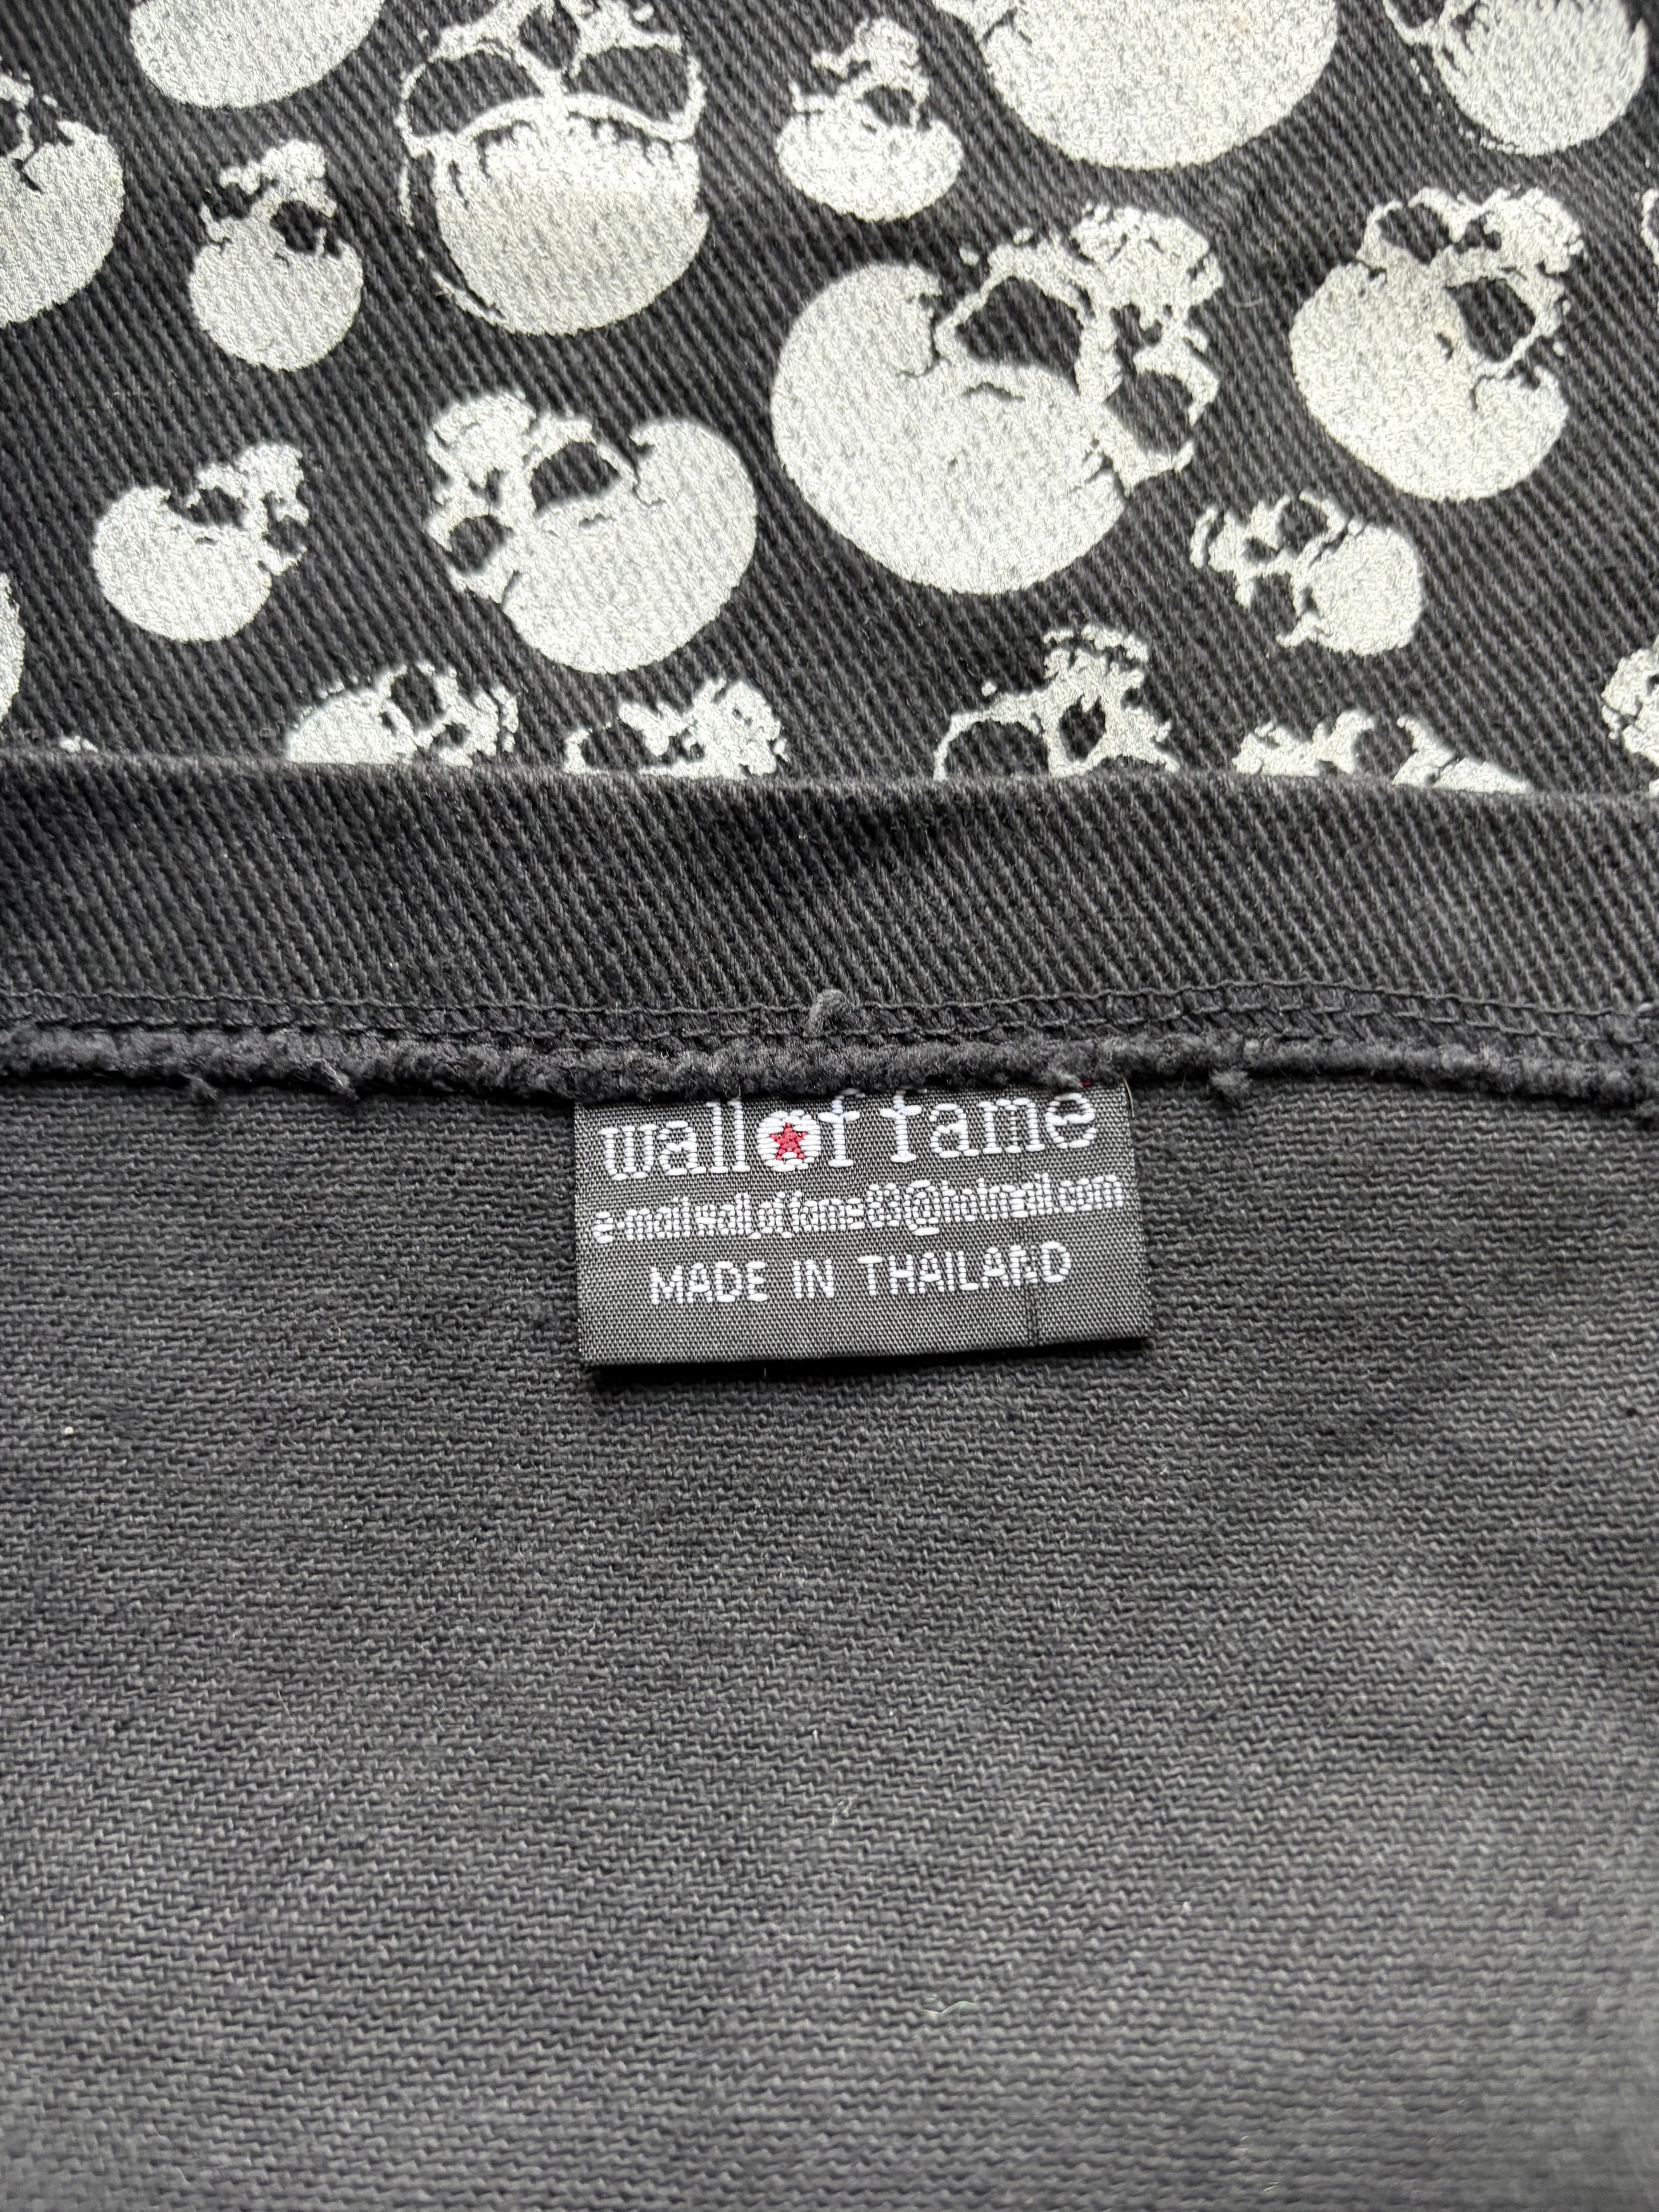 wall of fame
e-mail:wall_of_fame83@hotmail.com
MADE IN THAILAND